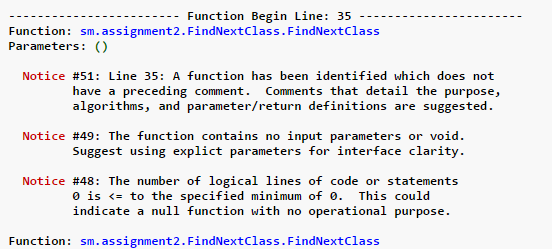 ------------------------ Function Begin Line: 35 -----------------------
Function: sm.assignment2.FindNextClass.FindNextClass
Parameters: ()
Notice #51: Line 35: A function has been identified which does not
have a preceding comment. Comments that detail the purpose,
algorithms, and parameter/return definitions are suggested.
Notice #49: The function contains no input parameters or void.
Suggest using explict parameters for interface clarity.
Notice #48: The number of logical lines of code or statements
0 is <= to the specified minimum of 0. This could
indicate a null function with no operational purpose.
Function: sm.assignment2.FindNextClass.FindNextClass